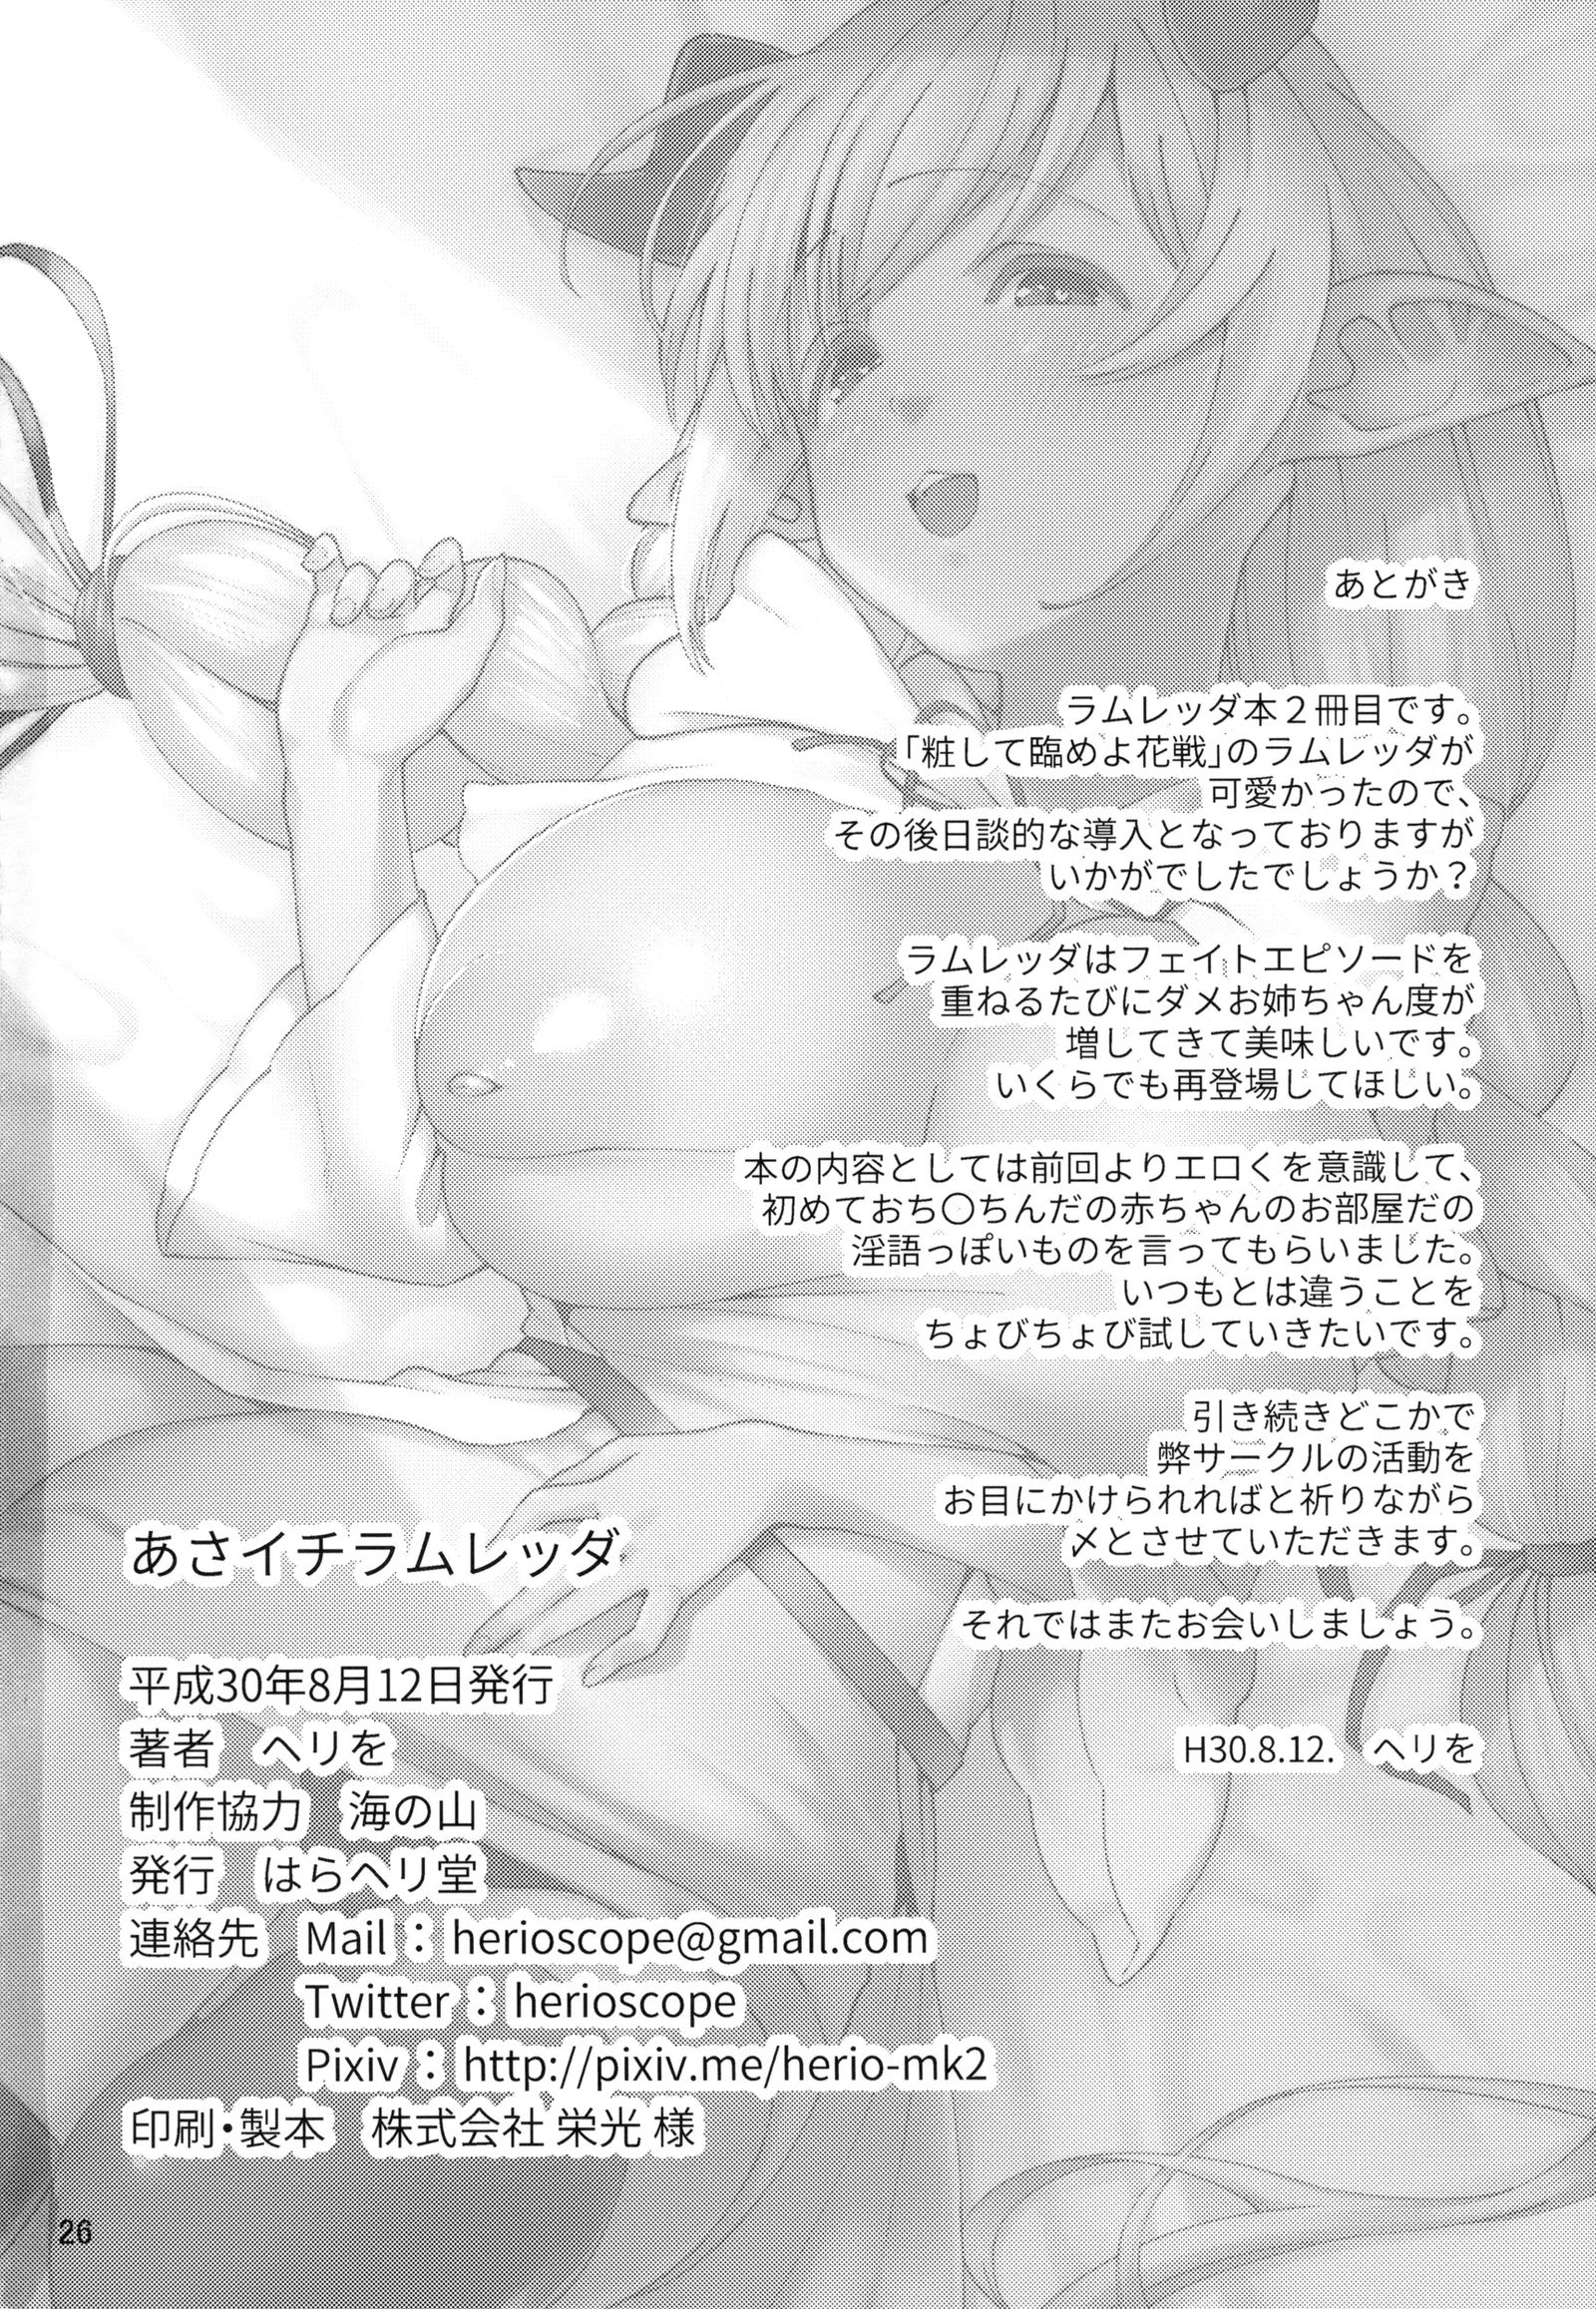 あとがき
ラムレッダ本２冊目です。
「粧して臨めよ花戦」のラムレッダが
可愛かったので、
その後日談的な導入となっておりますが
いかがでしたでしょうか？
ラムレッダはフェイトエピソードを
重ねるたびにダメお姉ちゃん度が
増してきて美味しいです。
いくらでも再登場してほしい。
本の内容としては前回よりエロくを意識して、
初めておち〇ちんだの赤ちゃんのお部屋だの
淫語っぽいものを言ってもらいました。
いつもとは違うことを
ちょびちょび試していきたいです。
引き続きどこかで
弊サークルの活動を
お目にかけられればと祈りながら
〆とさせていただきます。
それではまたお会いしましょう。
H30.8.12.　ヘリを
あさイチラムレッダ
平成30年8月12日発行
著者　ヘリを
制作協力　海の山
発行　はらヘリ堂
連絡先　Mail： herioscope@gmail.com
Twitter： herioscope
Pixiv： http://pixiv.me/herio-mk2
印刷・製本　株式会社 栄光 様
26